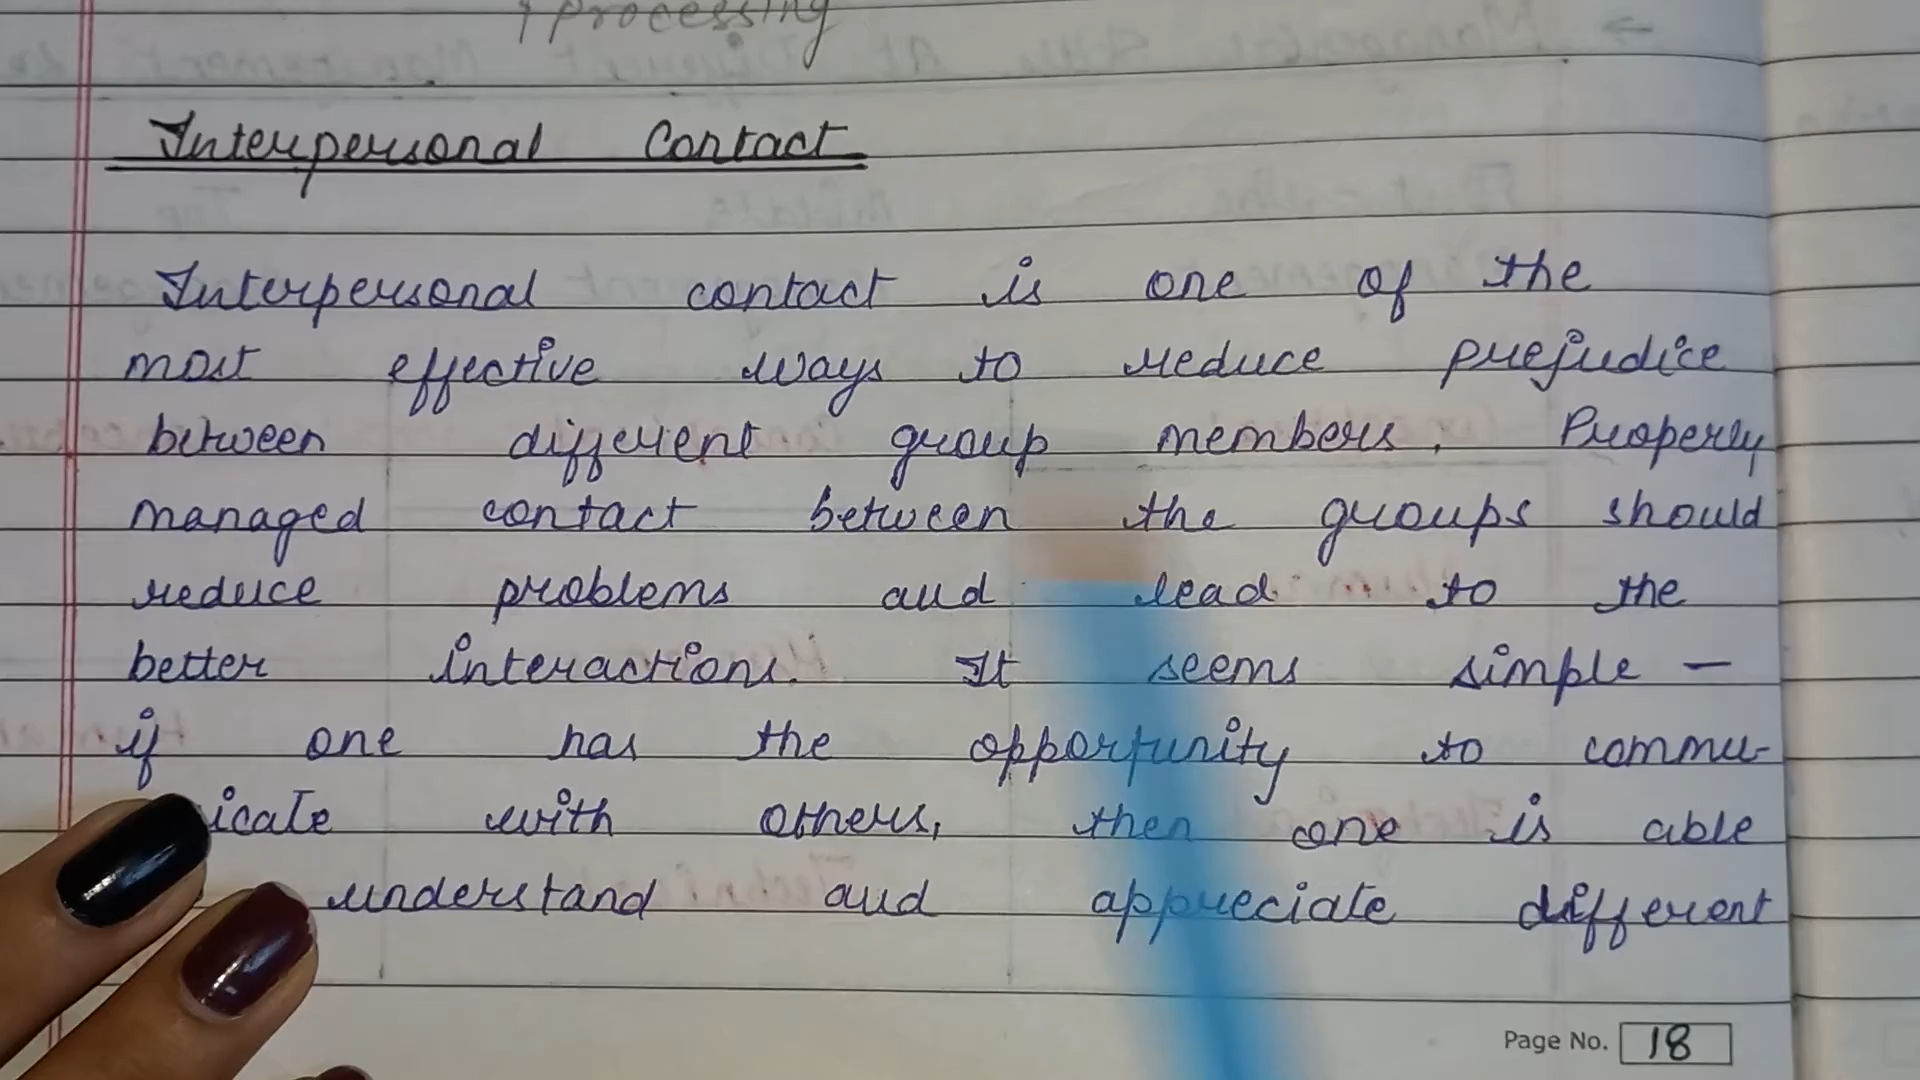 Processing
Interpersonal Contact
Interpersonal contact is one of the
most effective ways to reduce prejudice
between different group members. Properly
managed contact between the groups should
reduce problems and lead to the
better interactions. It seems simple –
if one has the opportunity to commu-
icate with others, then one is able
understand and appreciate different
Page No. 18